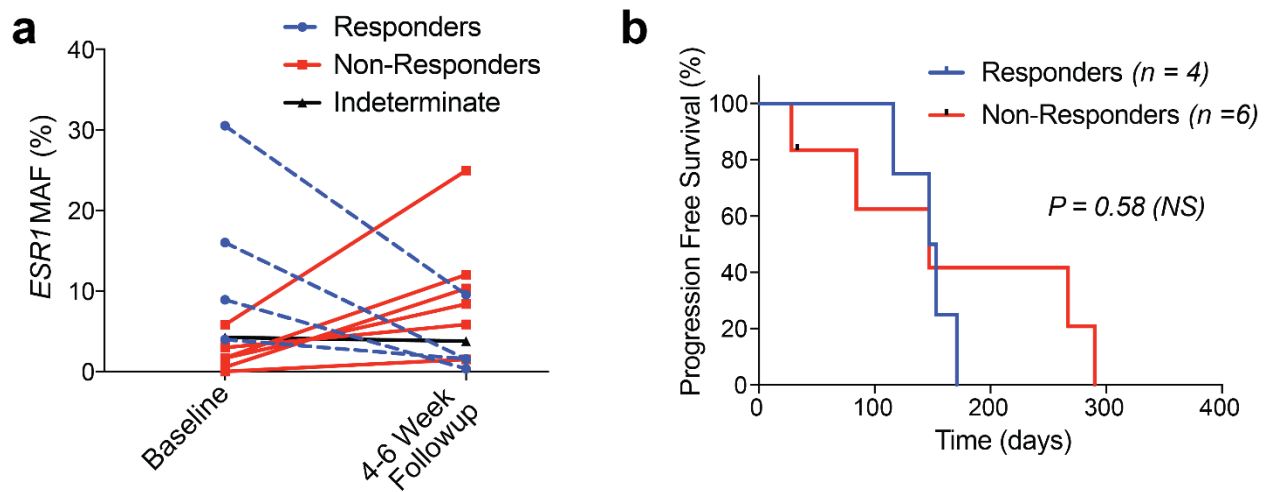 a
Responders
Non-Responders
Indeterminate
ESR1 MAF (%)
40
30
20
10
0
Baseline
4-6 Week
Followup
b
Responders (n = 4)
Non-Responders (n =6)
P = 0.58 (NS)
Progression Free Survival (%)
100
80
60
40
20
0
0
100
200
300
400
Time (days)